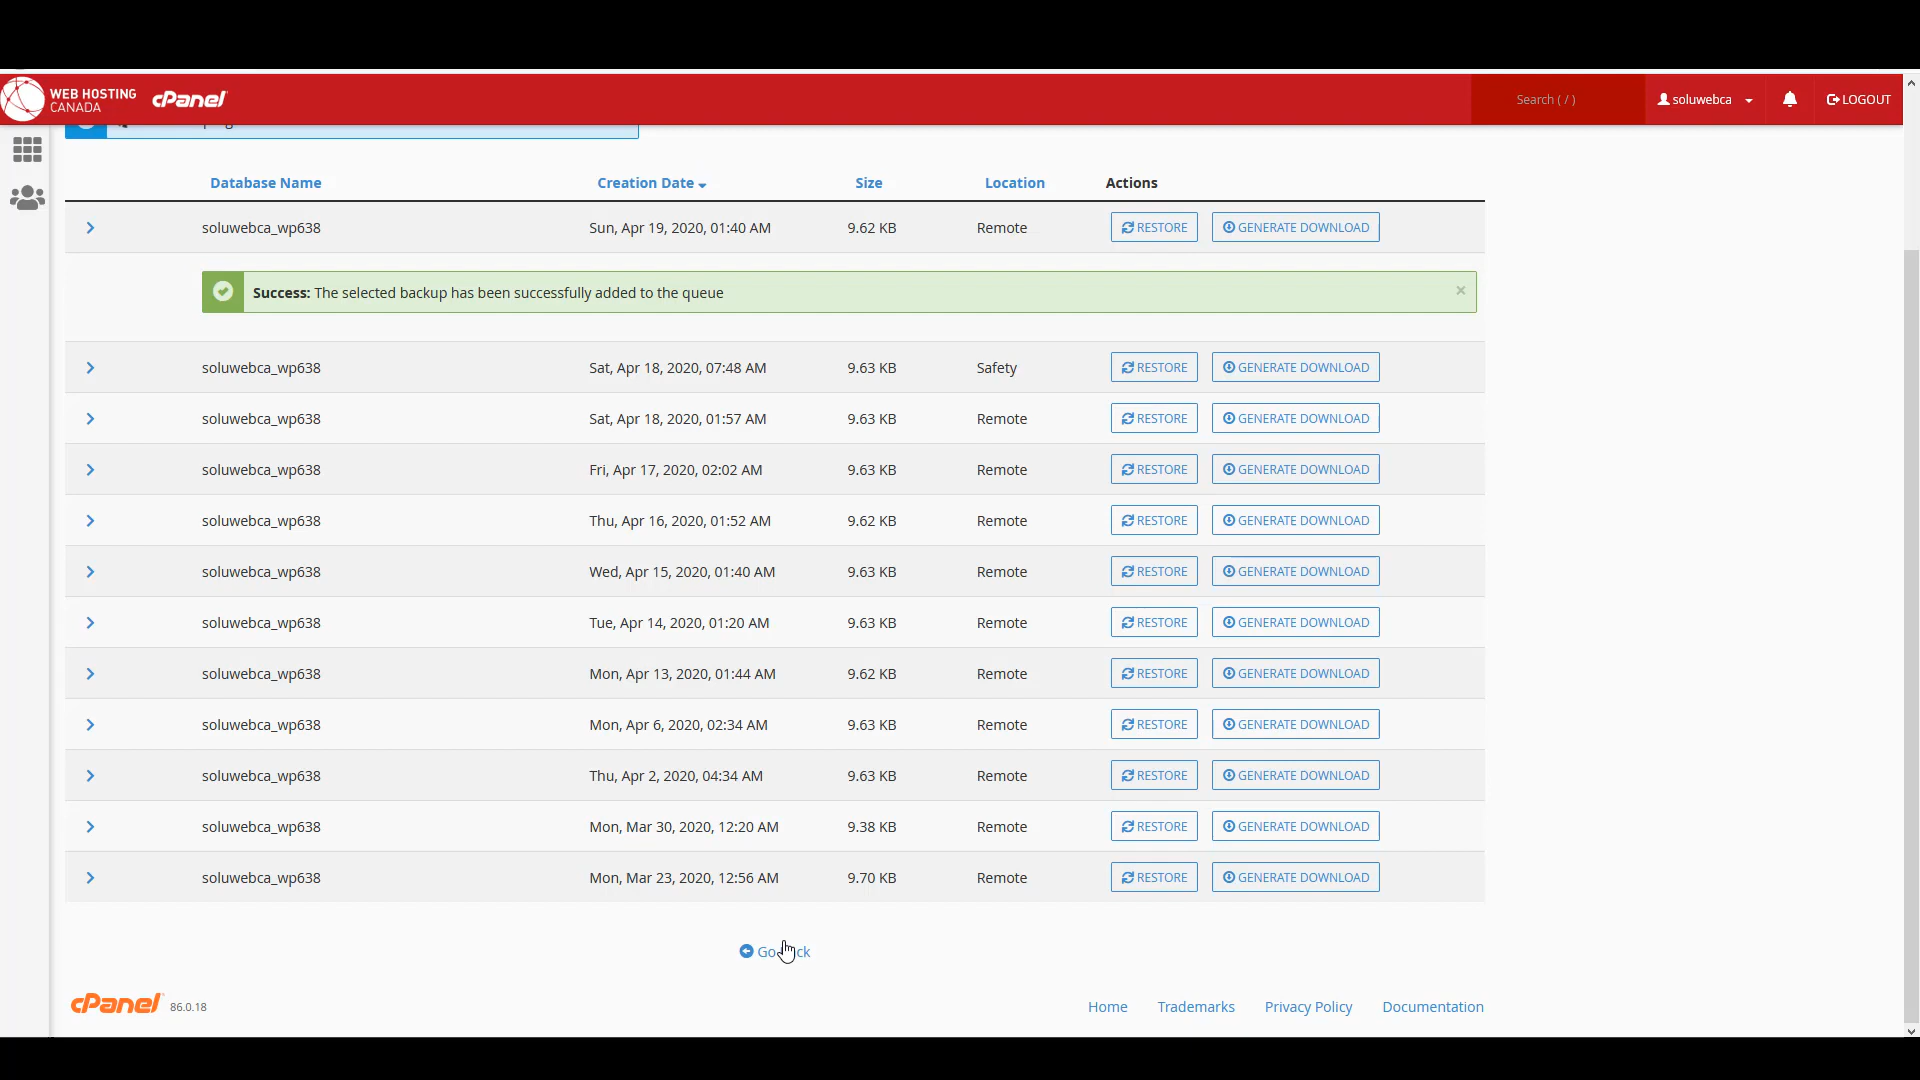 WEB HOSTING
CANADA
cPanel
Search ( / )
soluwebca
LOGOUT
Database Name Creation Date Size Location Actions
soluwebca_wp638 Sun, Apr 19, 2020, 01:40 AM 9.62 KB Remote RESTORE GENERATE DOWNLOAD
Success: The selected backup has been successfully added to the queue ×
soluwebca_wp638 Sat, Apr 18, 2020, 07:48 AM 9.63 KB Safety RESTORE GENERATE DOWNLOAD
soluwebca_wp638 Sat, Apr 18, 2020, 01:57 AM 9.63 KB Remote RESTORE GENERATE DOWNLOAD
soluwebca_wp638 Fri, Apr 17, 2020, 02:02 AM 9.63 KB Remote RESTORE GENERATE DOWNLOAD
soluwebca_wp638 Thu, Apr 16, 2020, 01:52 AM 9.62 KB Remote RESTORE GENERATE DOWNLOAD
soluwebca_wp638 Wed, Apr 15, 2020, 01:40 AM 9.63 KB Remote RESTORE GENERATE DOWNLOAD
soluwebca_wp638 Tue, Apr 14, 2020, 01:20 AM 9.63 KB Remote RESTORE GENERATE DOWNLOAD
soluwebca_wp638 Mon, Apr 13, 2020, 01:44 AM 9.62 KB Remote RESTORE GENERATE DOWNLOAD
soluwebca_wp638 Mon, Apr 6, 2020, 02:34 AM 9.63 KB Remote RESTORE GENERATE DOWNLOAD
soluwebca_wp638 Thu, Apr 2, 2020, 04:34 AM 9.63 KB Remote RESTORE GENERATE DOWNLOAD
soluwebca_wp638 Mon, Mar 30, 2020, 12:20 AM 9.38 KB Remote RESTORE GENERATE DOWNLOAD
soluwebca_wp638 Mon, Mar 23, 2020, 12:56 AM 9.70 KB Remote RESTORE GENERATE DOWNLOAD
Go
cPanel 86.0.18 Home Trademarks Privacy Policy Documentation